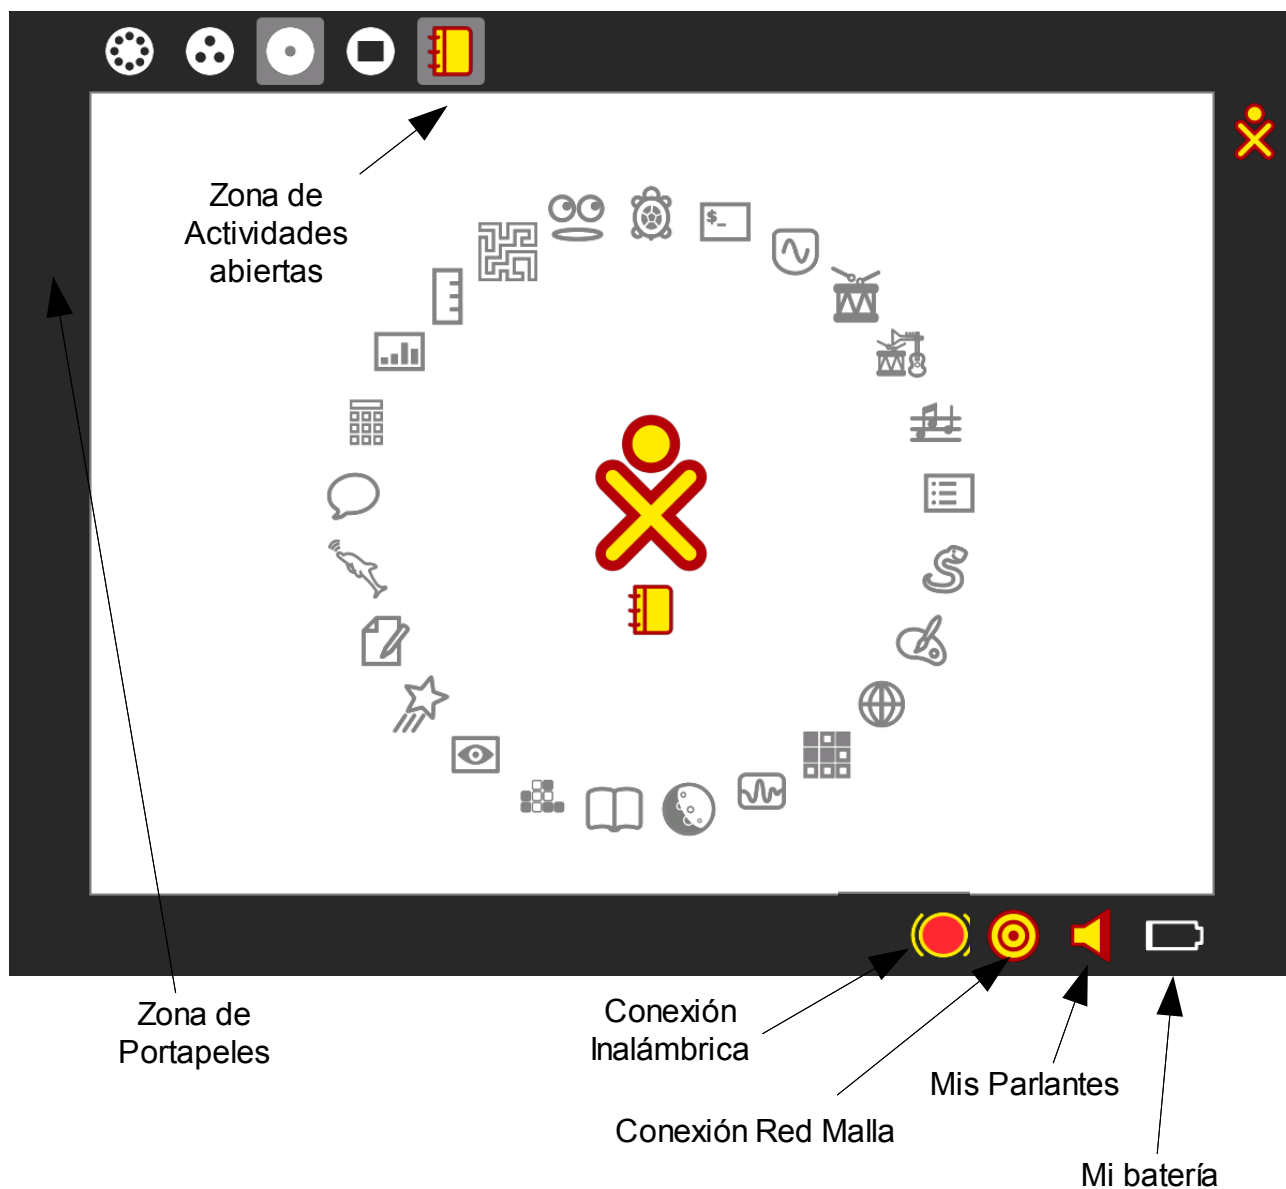 Zona de
Actividades
abiertas
$_
Zona de
Portapeles
Conexión
Inalámbrica
Mis Parlantes
Conexión Red Malla
Mi batería